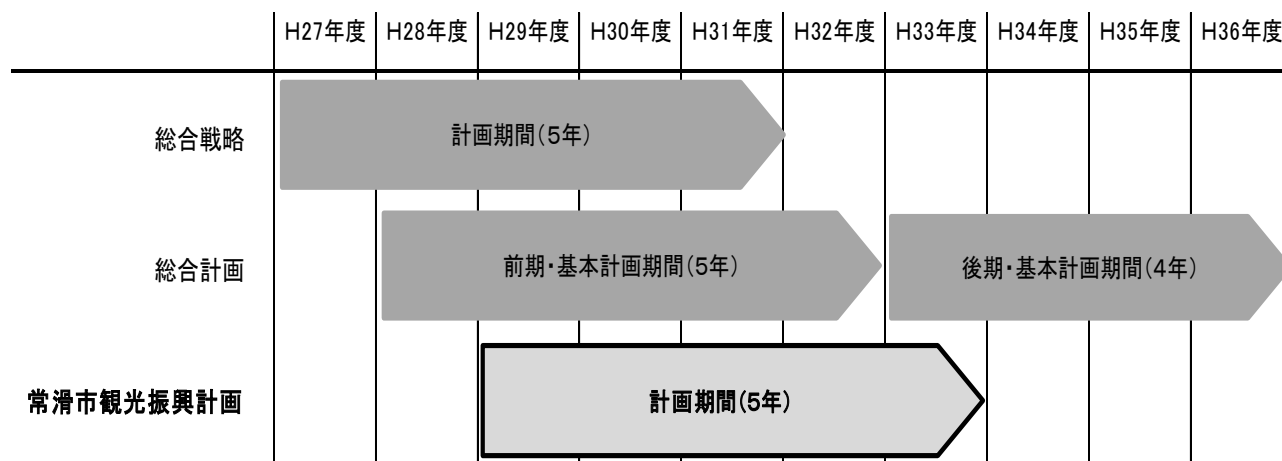 H27年度 H28年度 H29年度 H30年度 H31年度 H32年度 H33年度 H34年度 H35年度 H36年度
総合戦略 計画期間(5年)
総合計画 前期・基本計画期間(5年) 後期・基本計画期間(4年)
常滑市観光振興計画 計画期間(5年)